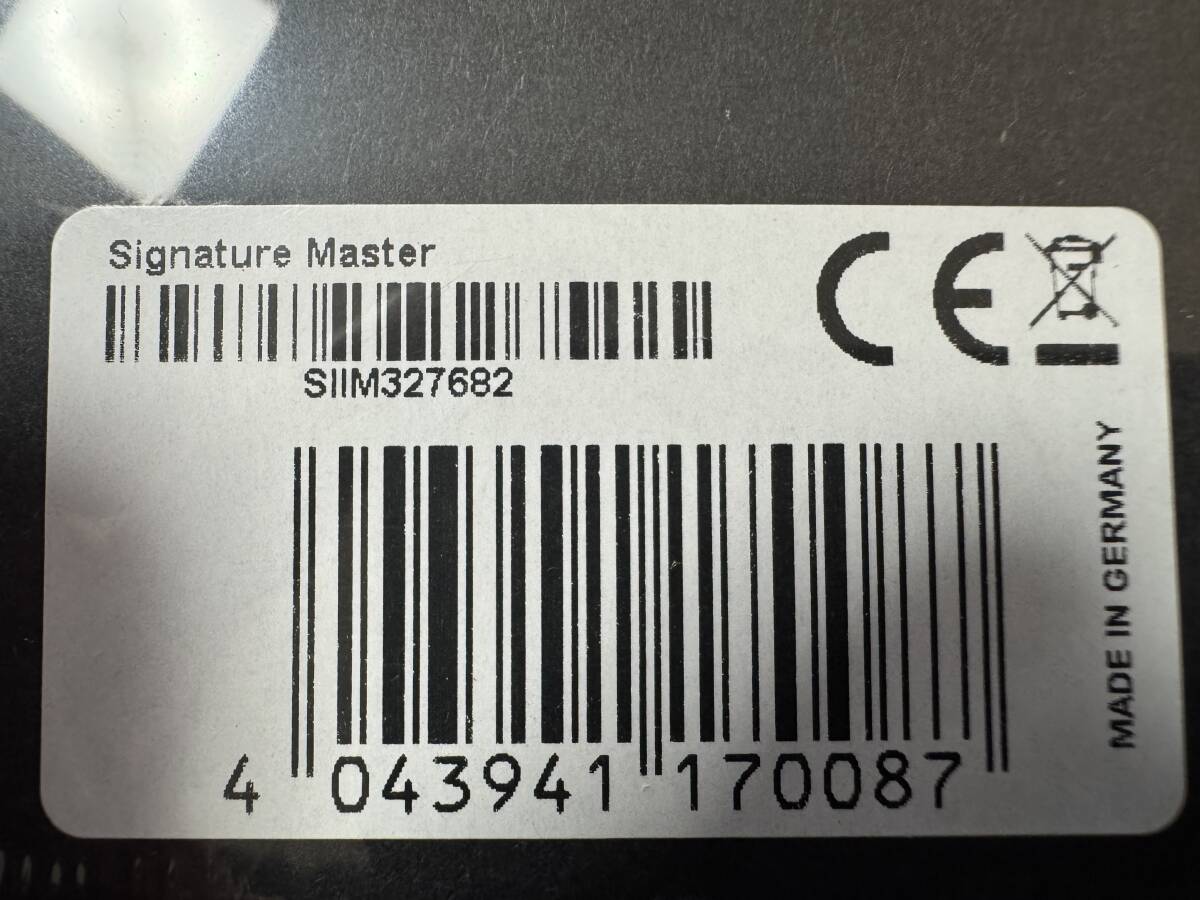 Signature Master
CE
SIIM327682
MADE IN GERMANY
4 043941 170087